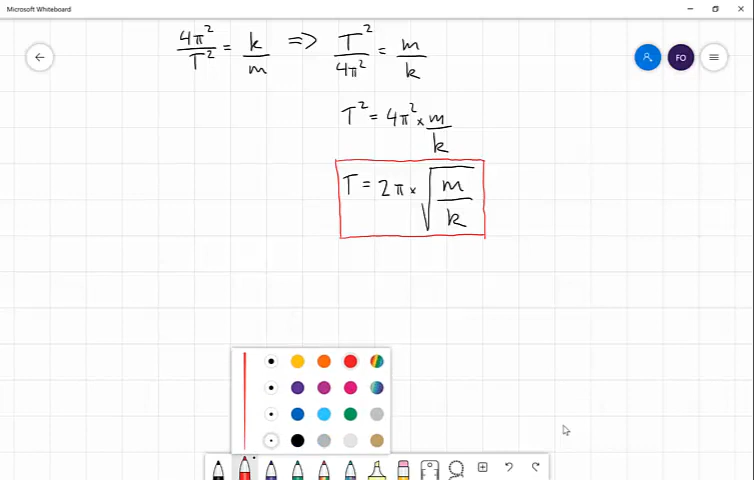 Microsoft Whiteboard
4π²/T² = k/m => T²/4π² = m/k
FO
T² = 4π² × m/k
T = 2π × √(m/k)